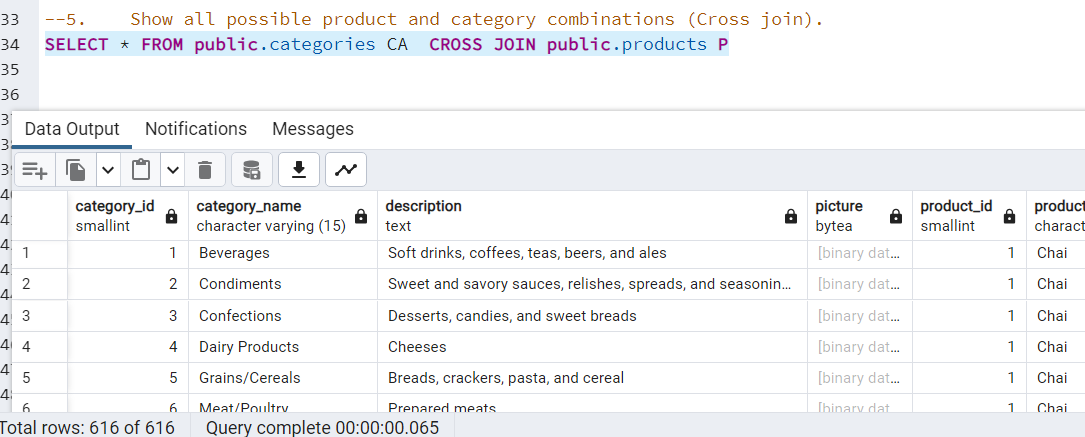 33 --5. Show all possible product and category combinations (Cross join).
34 SELECT * FROM public.categories CA CROSS JOIN public.products P
35
36
Data Output Notifications Messages
category_id category_name description picture product_id product
smallint character varying (15) text bytea smallint charact
1 1 Beverages Soft drinks, coffees, teas, beers, and ales [binary dat… 1 Chai
2 2 Condiments Sweet and savory sauces, relishes, spreads, and seasonin… [binary dat… 1 Chai
3 3 Confections Desserts, candies, and sweet breads [binary dat… 1 Chai
4 4 Dairy Products Cheeses [binary dat… 1 Chai
5 5 Grains/Cereals Breads, crackers, pasta, and cereal [binary dat… 1 Chai
6 6 Meat/Poultry Prepared meats [binary dat… 1 Chai
Total rows: 616 of 616 Query complete 00:00:00.065